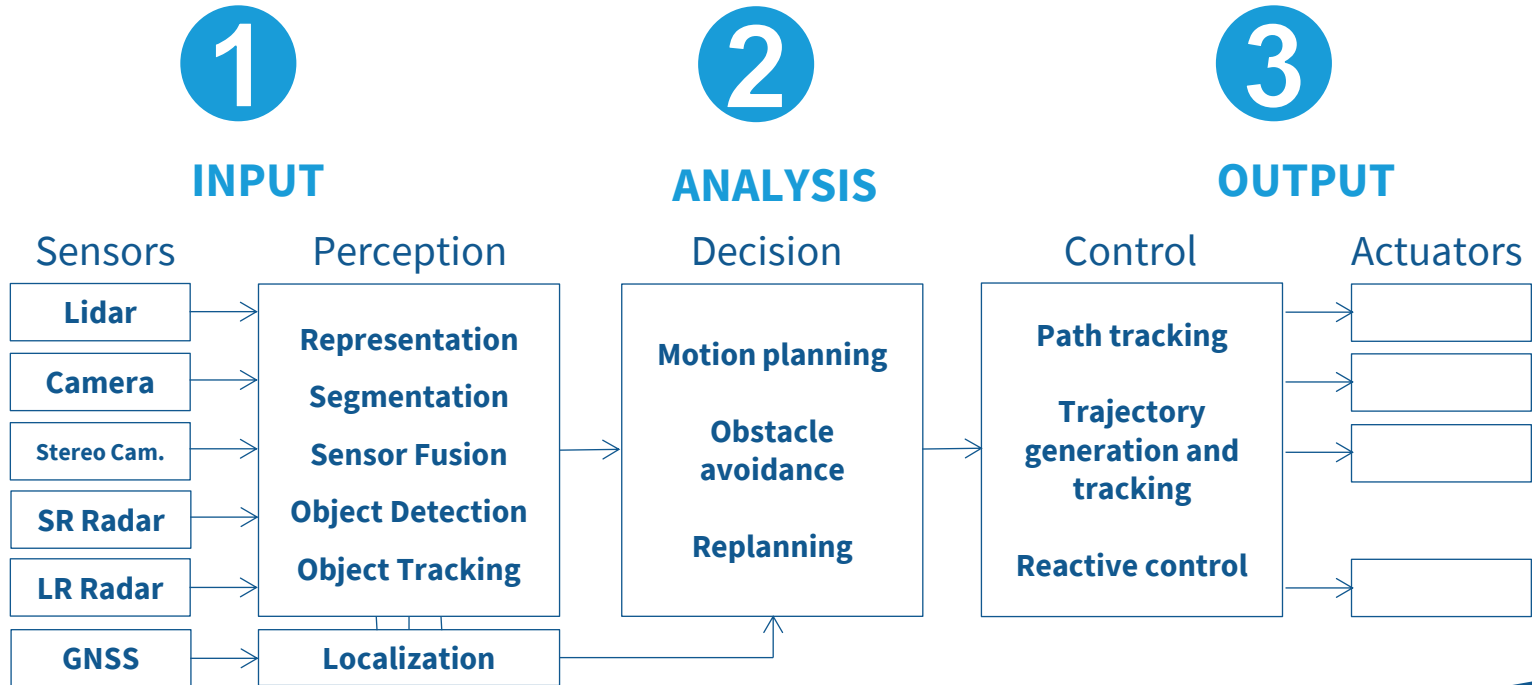 1
2
3
INPUT
ANALYSIS
OUTPUT
Sensors
Perception
Decision
Control
Actuators
Lidar
Camera
Stereo Cam.
SR Radar
LR Radar
GNSS
Representation
Segmentation
Sensor Fusion
Object Detection
Object Tracking
Localization
Motion planning
Obstacle
avoidance
Replanning
Path tracking
Trajectory
generation and
tracking
Reactive control